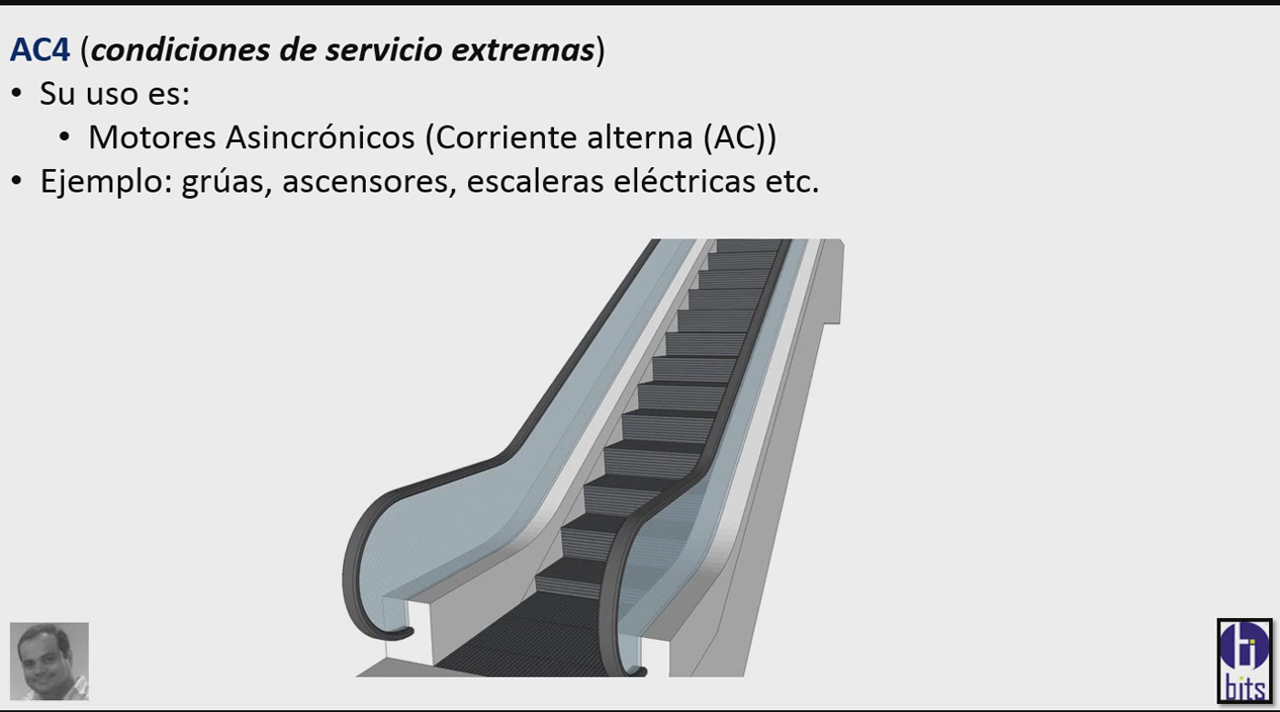 AC4 (condiciones de servicio extremas)
• Su uso es:
• Motores Asincrónicos (Corriente alterna (AC))
• Ejemplo: grúas, ascensores, escaleras eléctricas etc.
bits